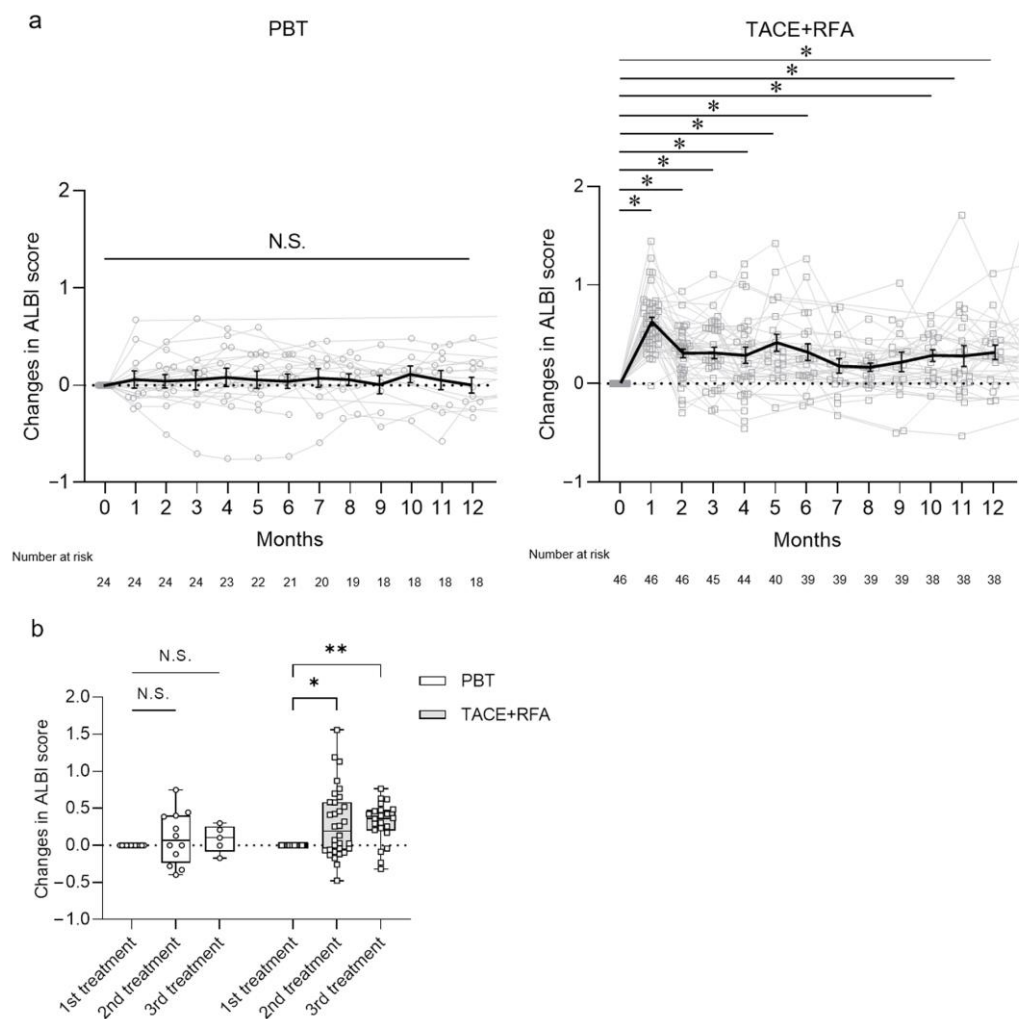 a
PBT
TACE+RFA
*
*
*
*
*
*
*
*
*
2
1
0
−1
Changes in ALBI score
N.S.
0 1 2 3 4 5 6 7 8 9 10 11 12
Months
Number at risk
24 24 24 24 23 22 21 20 19 18 18 18 18
2
1
0
−1
Changes in ALBI score
0 1 2 3 4 5 6 7 8 9 10 11 12
Months
Number at risk
46 46 46 45 44 40 39 39 39 39 38 38 38
b
N.S.
N.S.
**
*
PBT
TACE+RFA
2.0
1.5
1.0
0.5
0.0
−0.5
−1.0
Changes in ALBI score
1st treatment
2nd treatment
3rd treatment
1st treatment
2nd treatment
3rd treatment